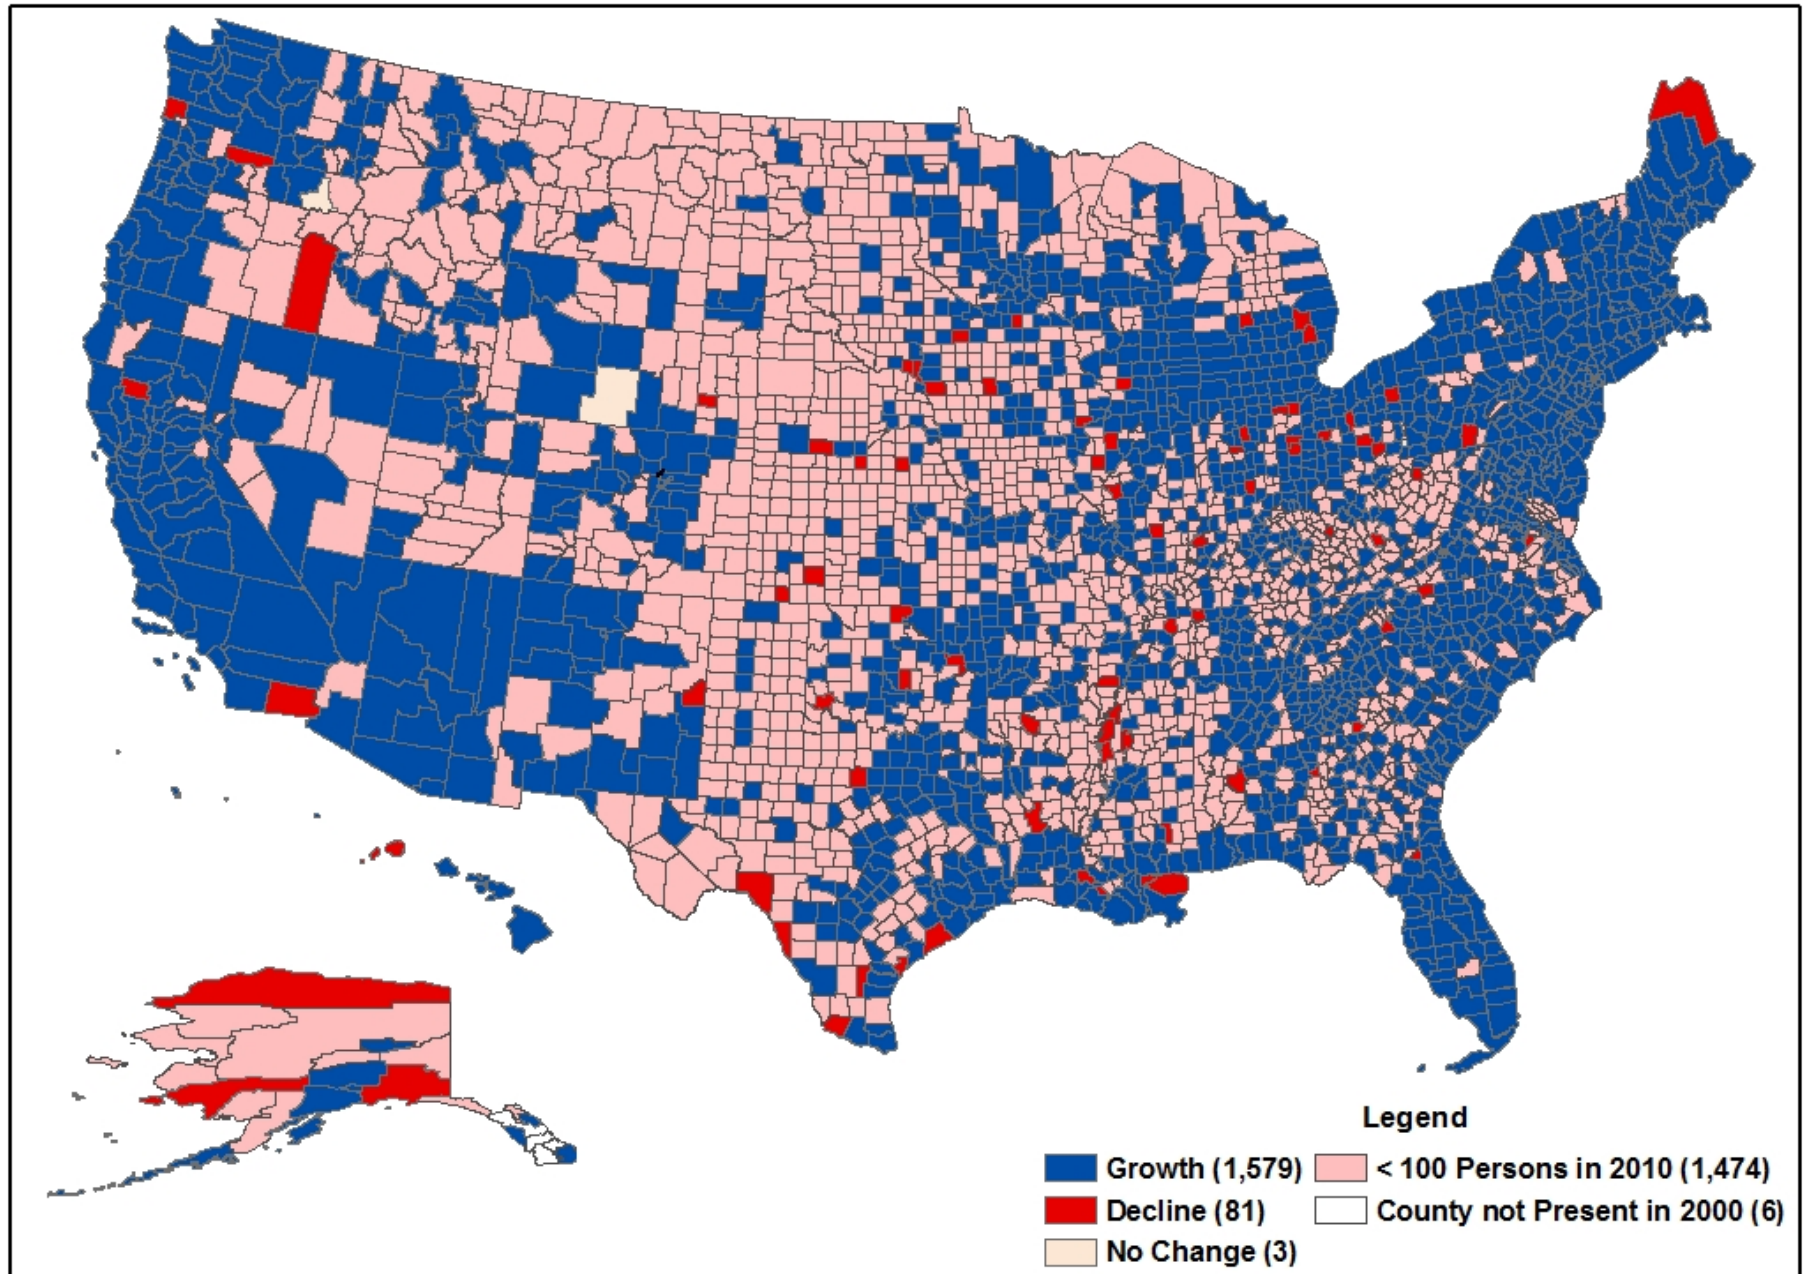 Legend
Growth (1,579)
< 100 Persons in 2010 (1,474)
Decline (81)
County not Present in 2000 (6)
No Change (3)